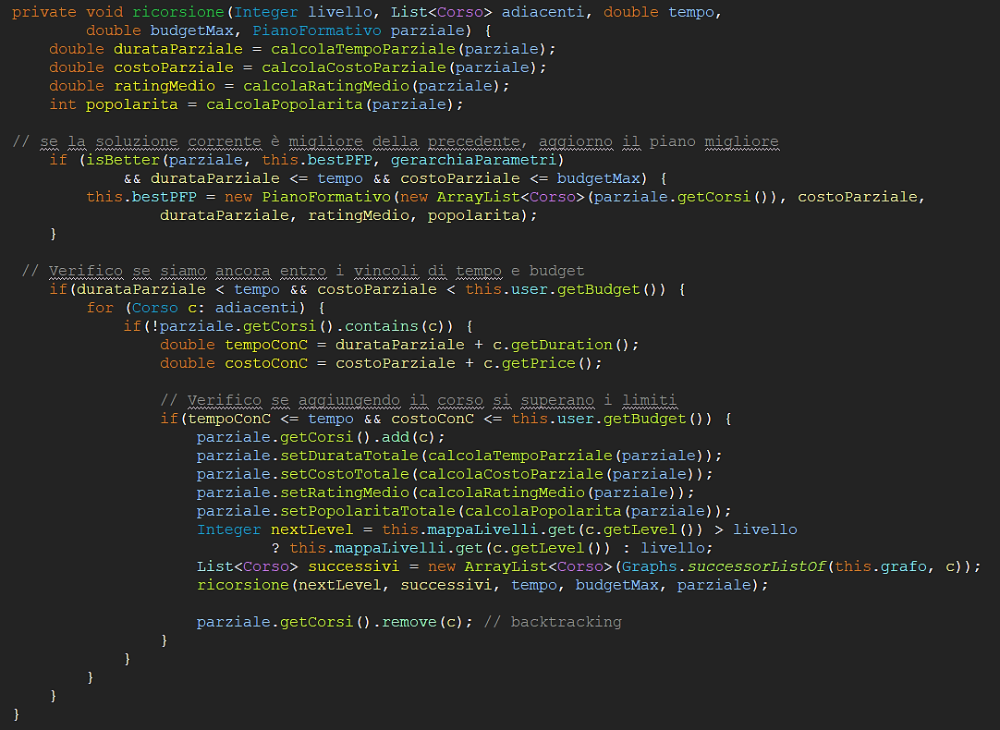 private void ricorsione(Integer livello, List<Corso> adiacenti, double tempo,
        double budgetMax, PianoFormativo parziale) {
    double durataParziale = calcolaTempoParziale(parziale);
    double costoParziale = calcolaCostoParziale(parziale);
    double ratingMedio = calcolaRatingMedio(parziale);
    int popolarita = calcolaPopolarita(parziale);

// se la soluzione corrente è migliore della precedente, aggiorno il piano migliore
    if (isBetter(parziale, this.bestPFP, gerarchiaParametri)
            && durataParziale <= tempo && costoParziale <= budgetMax) {
        this.bestPFP = new PianoFormativo(new ArrayList<Corso>(parziale.getCorsi()), costoParziale,
                durataParziale, ratingMedio, popolarita);
    }

 // Verifico se siamo ancora entro i vincoli di tempo e budget
    if(durataParziale < tempo && costoParziale < this.user.getBudget()) {
        for (Corso c: adiacenti) {
            if(!parziale.getCorsi().contains(c)) {
                double tempoConC = durataParziale + c.getDuration();
                double costoConC = costoParziale + c.getPrice();

                // Verifico se aggiungendo il corso si superano i limiti
                if(tempoConC <= tempo && costoConC <= this.user.getBudget()) {
                    parziale.getCorsi().add(c);
                    parziale.setDurataTotale(calcolaTempoParziale(parziale));
                    parziale.setCostoTotale(calcolaCostoParziale(parziale));
                    parziale.setRatingMedio(calcolaRatingMedio(parziale));
                    parziale.setPopolaritaTotale(calcolaPopolarita(parziale));
                    Integer nextLevel = this.mappaLivelli.get(c.getLevel()) > livello
                            ? this.mappaLivelli.get(c.getLevel()) : livello;
                    List<Corso> successivi = new ArrayList<Corso>(Graphs.successorListOf(this.grafo, c));
                    ricorsione(nextLevel, successivi, tempo, budgetMax, parziale);

                    parziale.getCorsi().remove(c); // backtracking
                }
            }
        }
    }
}